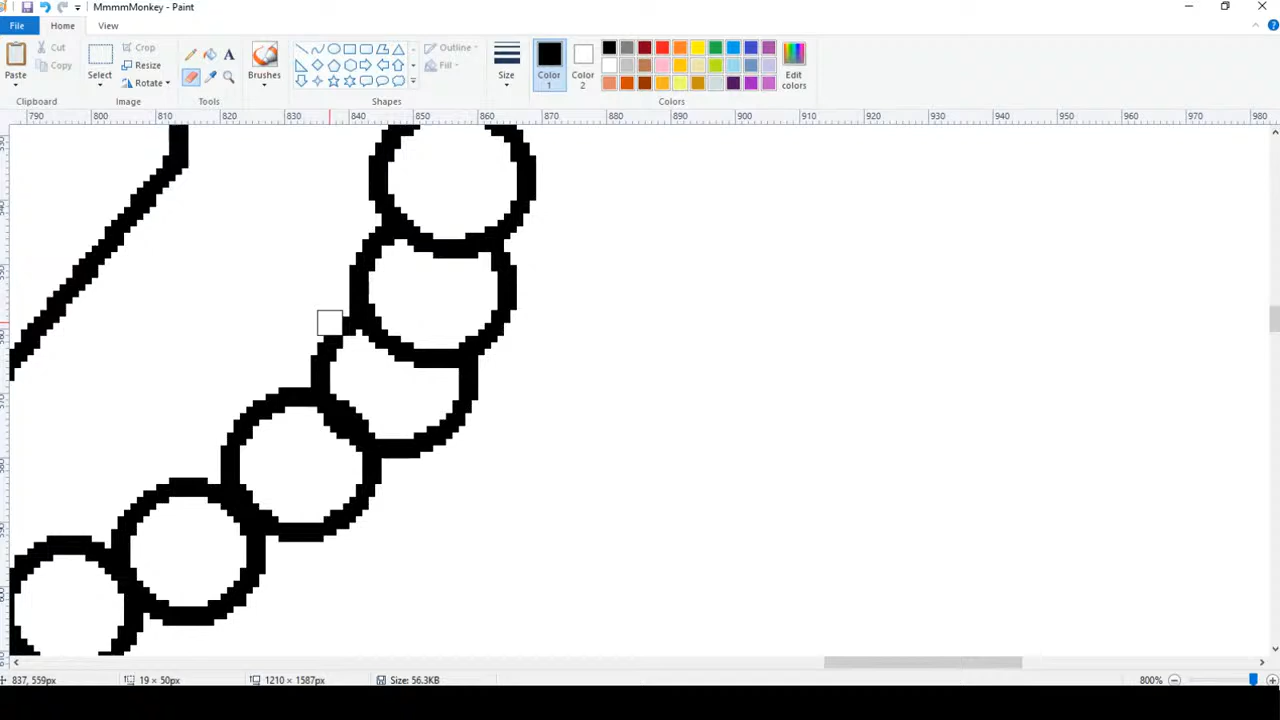 MmmmMonkey - Paint
File Home View
Paste
Cut
Copy
Clipboard
Select
Crop
Resize
Rotate
Image
A
Tools
Brushes
Outline
Fill
Shapes
Size
Color 1
Color 2
Edit colors
Colors
790 800 810 820 830 840 850 860 870 880 890 900 910 920 930 940 950 960 970 980
837, 559px 19 × 50px 1210 × 1587px Size: 56.3KB 800%